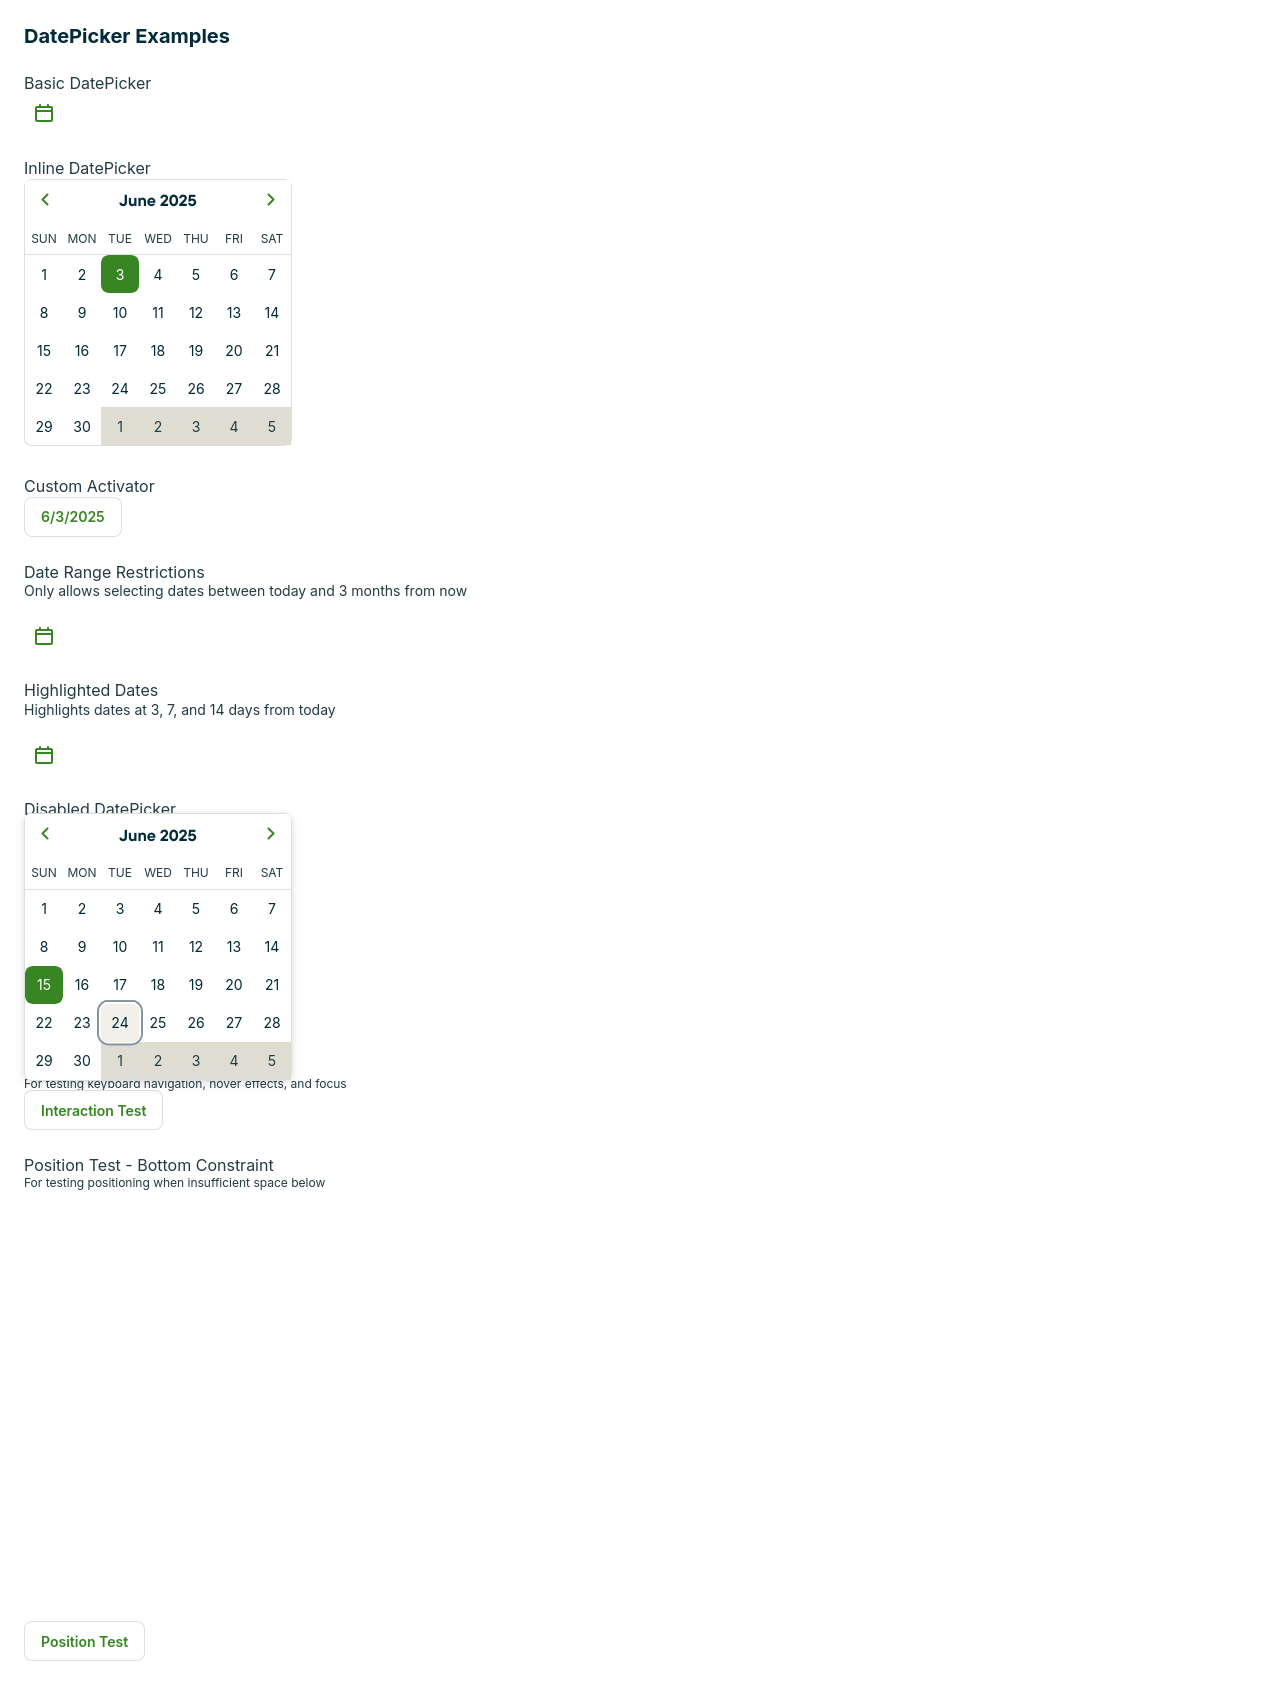 DatePicker Examples
Basic DatePicker
Inline DatePicker
June 2025
SUN MON TUE WED THU FRI SAT
1 2 3 4 5 6 7
8 9 10 11 12 13 14
15 16 17 18 19 20 21
22 23 24 25 26 27 28
29 30 1 2 3 4 5
Custom Activator
6/3/2025
Date Range Restrictions
Only allows selecting dates between today and 3 months from now
Highlighted Dates
Highlights dates at 3, 7, and 14 days from today
Disabled DatePicker
June 2025
SUN MON TUE WED THU FRI SAT
1 2 3 4 5 6 7
8 9 10 11 12 13 14
15 16 17 18 19 20 21
22 23 24 25 26 27 28
29 30 1 2 3 4 5
For testing keyboard navigation, hover effects, and focus
Interaction Test
Position Test - Bottom Constraint
For testing positioning when insufficient space below
Position Test